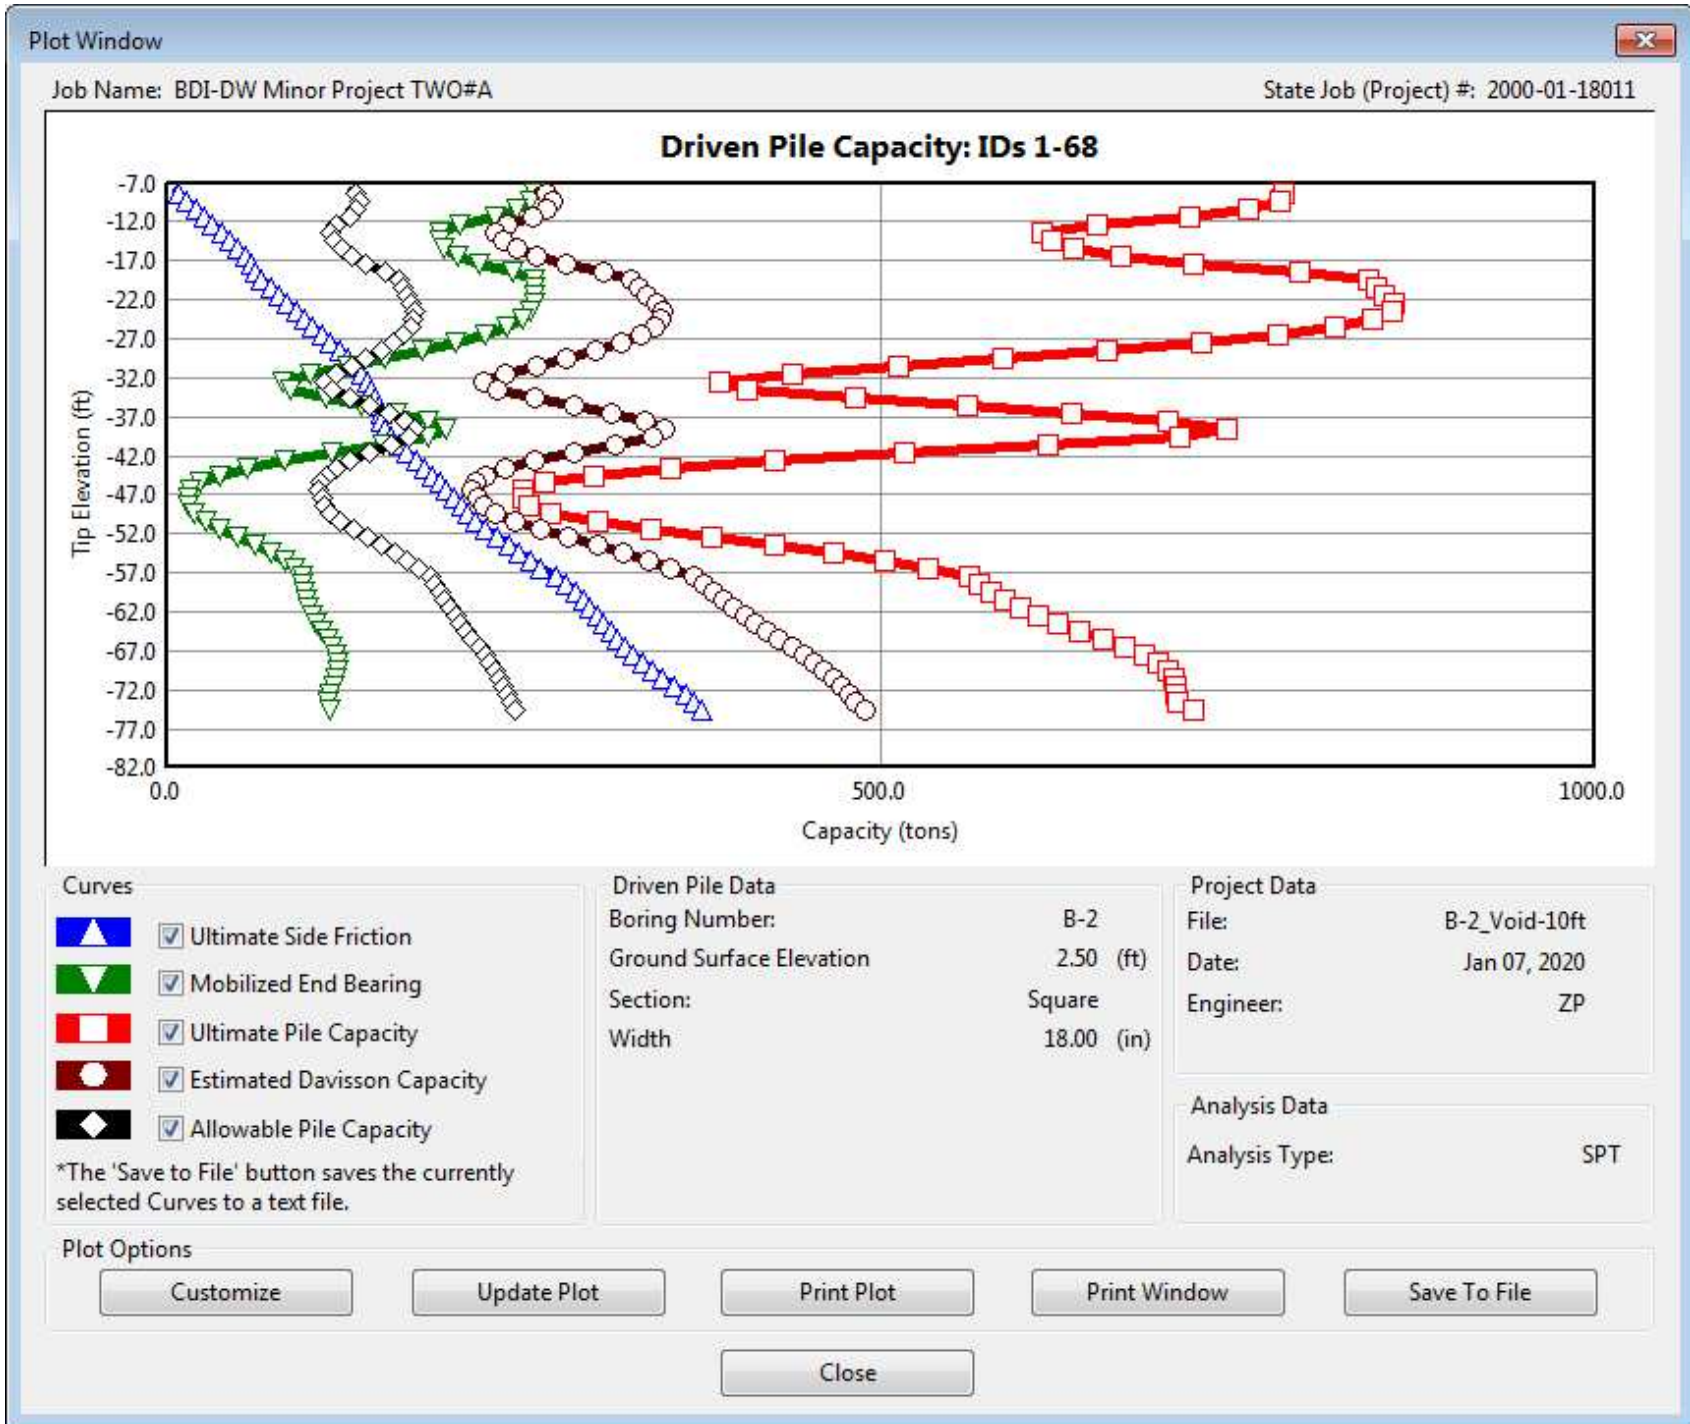 Plot Window
Job Name: BDI-DW Minor Project TWO#A
State Job (Project) #: 2000-01-18011
Driven Pile Capacity: IDs 1-68
-7.0
-12.0
-17.0
-22.0
-27.0
-32.0
-37.0
-42.0
-47.0
-52.0
-57.0
-62.0
-67.0
-72.0
-77.0
-82.0
Tip Elevation (ft)
0.0
500.0
1000.0
Capacity (tons)
Curves
Ultimate Side Friction
Mobilized End Bearing
Ultimate Pile Capacity
Estimated Davisson Capacity
Allowable Pile Capacity
*The 'Save to File' button saves the currently
selected Curves to a text file.
Driven Pile Data
Boring Number: B-2
Ground Surface Elevation 2.50 (ft)
Section: Square
Width 18.00 (in)
Project Data
File: B-2_Void-10ft
Date: Jan 07, 2020
Engineer: ZP
Analysis Data
Analysis Type: SPT
Plot Options
Customize
Update Plot
Print Plot
Print Window
Save To File
Close